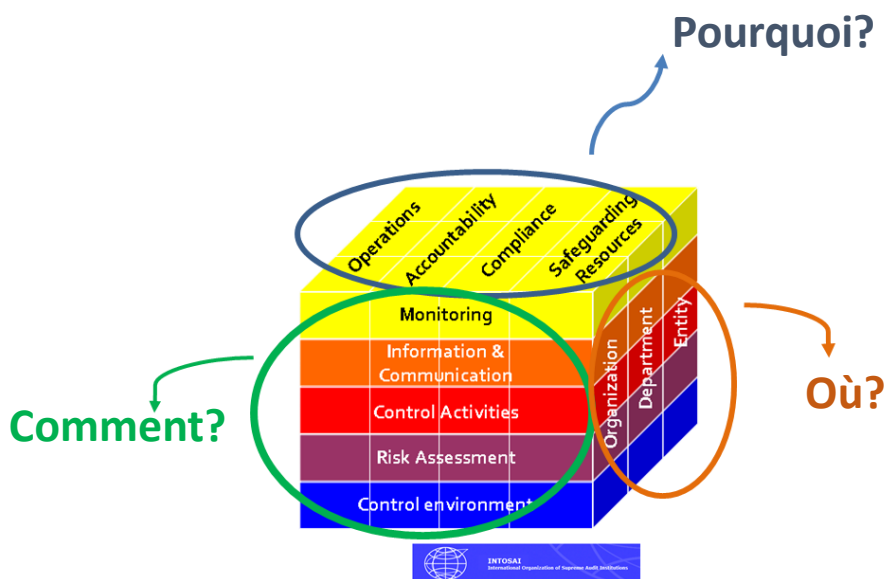 Pourquoi?
Operations
Accountability
Compliance
Safeguarding
Resources
Monitoring
Information &
Communication
Control Activities
Risk Assessment
Control environment
Organization
Department
Entity
Comment?
Où?
INTOSAI
International Organization of Supreme Audit Institutions